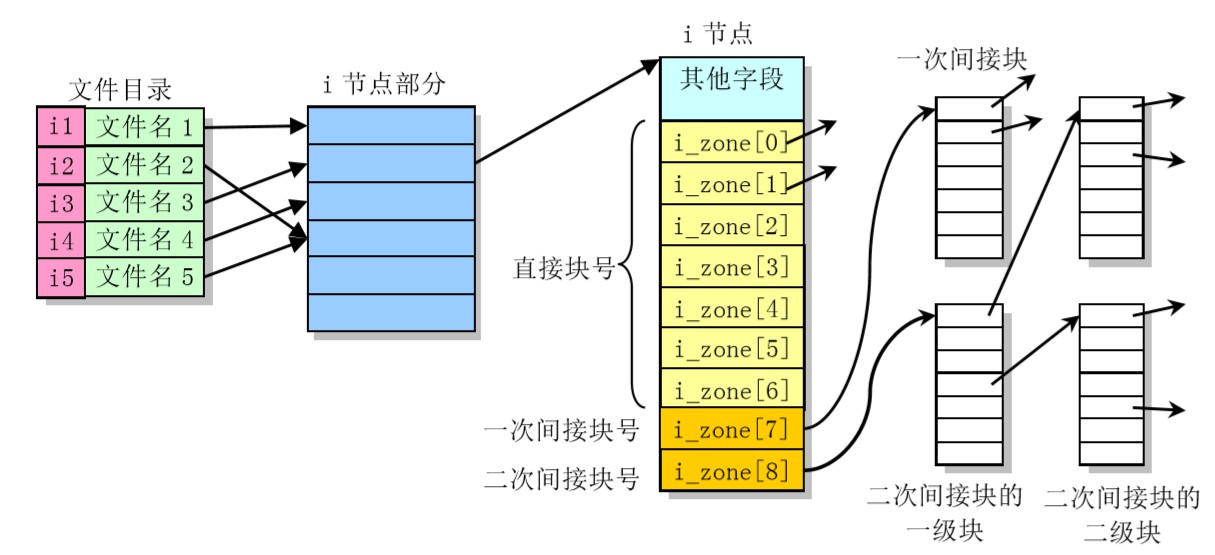 文件目录
i1 文件名 1
i2 文件名 2
i3 文件名 3
i4 文件名 4
i5 文件名 5
i 节点部分
i 节点
其他字段
i_zone[0]
i_zone[1]
i_zone[2]
i_zone[3]
i_zone[4]
i_zone[5]
i_zone[6]
i_zone[7]
i_zone[8]
直接块号
一次间接块号
二次间接块号
一次间接块
二次间接块的
一级块
二次间接块的
二级块